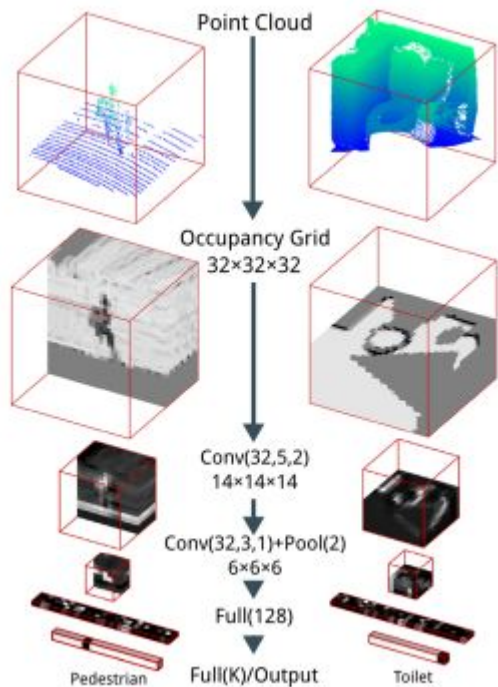 Point Cloud
Occupancy Grid
32×32×32
Conv(32,5,2)
14×14×14
Conv(32,3,1)+Pool(2)
6×6×6
Full(128)
Pedestrian
Full(K)/Output
Toilet